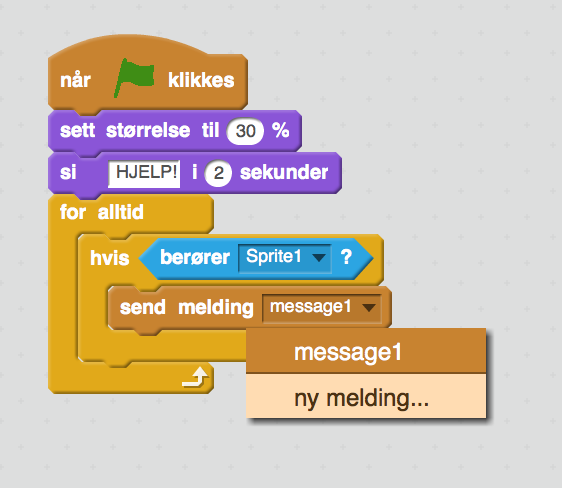 når klikkes
sett størrelse til 30 %
si HJELP! i 2 sekunder
for alltid
hvis berører Sprite1 ?
send melding message1
message1
ny melding...